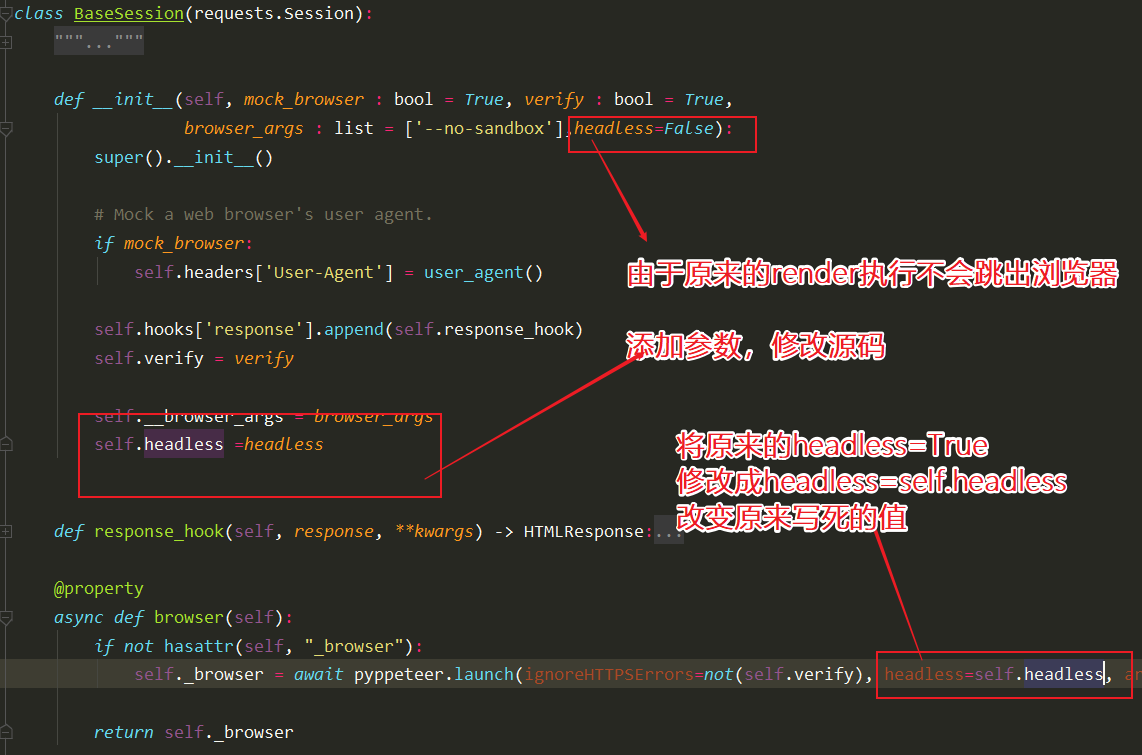 class BaseSession(requests.Session):
"""..."""
def __init__(self, mock_browser : bool = True, verify : bool = True,
browser_args : list = ['--no-sandbox'],headless=False):
super().__init__()
# Mock a web browser's user agent.
if mock_browser:
self.headers['User-Agent'] = user_agent()
由于原来的render执行不会跳出浏览器
self.hooks['response'].append(self.response_hook)
添加参数，修改源码
self.verify = verify
self.__browser_args = browser_args
self.headless =headless
将原来的headless=True
修改成headless=self.headless
改变原来写死的值
def response_hook(self, response, **kwargs) -> HTMLResponse:...
@property
async def browser(self):
if not hasattr(self, "_browser"):
self._browser = await pyppeteer.launch(ignoreHTTPSErrors=not(self.verify), headless=self.headless,
return self._browser